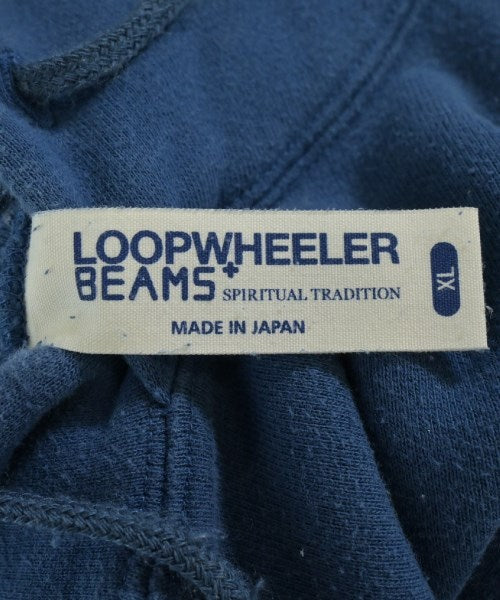 LOOPWHEELER
BEAMS+ SPIRITUAL TRADITION
MADE IN JAPAN
XL